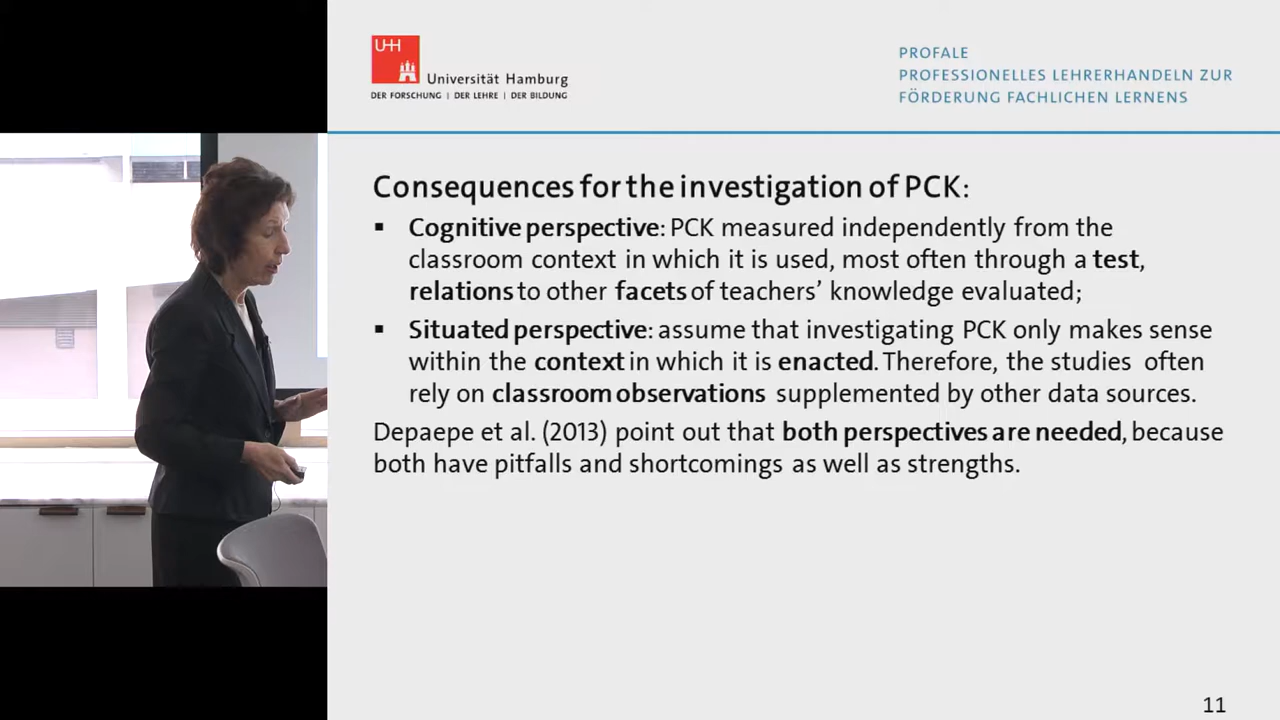 UHH
Universität Hamburg
DER FORSCHUNG | DER LEHRE | DER BILDUNG
PROFALE
PROFESSIONELLES LEHRERHANDELN ZUR
FÖRDERUNG FACHLICHEN LERNENS
Consequences for the investigation of PCK:
▪ Cognitive perspective: PCK measured independently from the
classroom context in which it is used, most often through a test,
relations to other facets of teachers’ knowledge evaluated;
▪ Situated perspective: assume that investigating PCK only makes sense
within the context in which it is enacted. Therefore, the studies often
rely on classroom observations supplemented by other data sources.
Depaepe et al. (2013) point out that both perspectives are needed, because
both have pitfalls and shortcomings as well as strengths.
11